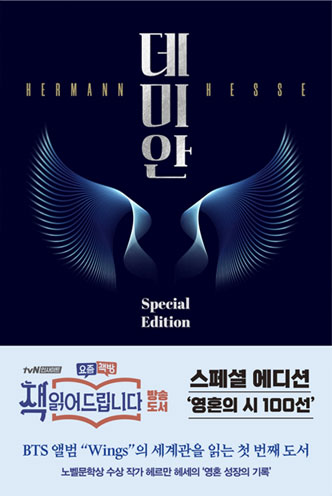 데미안
HERMANN HESSE
Special
Edition
tvN 인사이트
요즘책방
책 읽어드립니다
방송
도서
스페셜 에디션
‘영혼의 시 100선’
BTS 앨범 “Wings”의 세계관을 읽는 첫 번째 도서
노벨문학상 수상 작가 헤르만 헤세의 ‘영혼 성장의 기록’